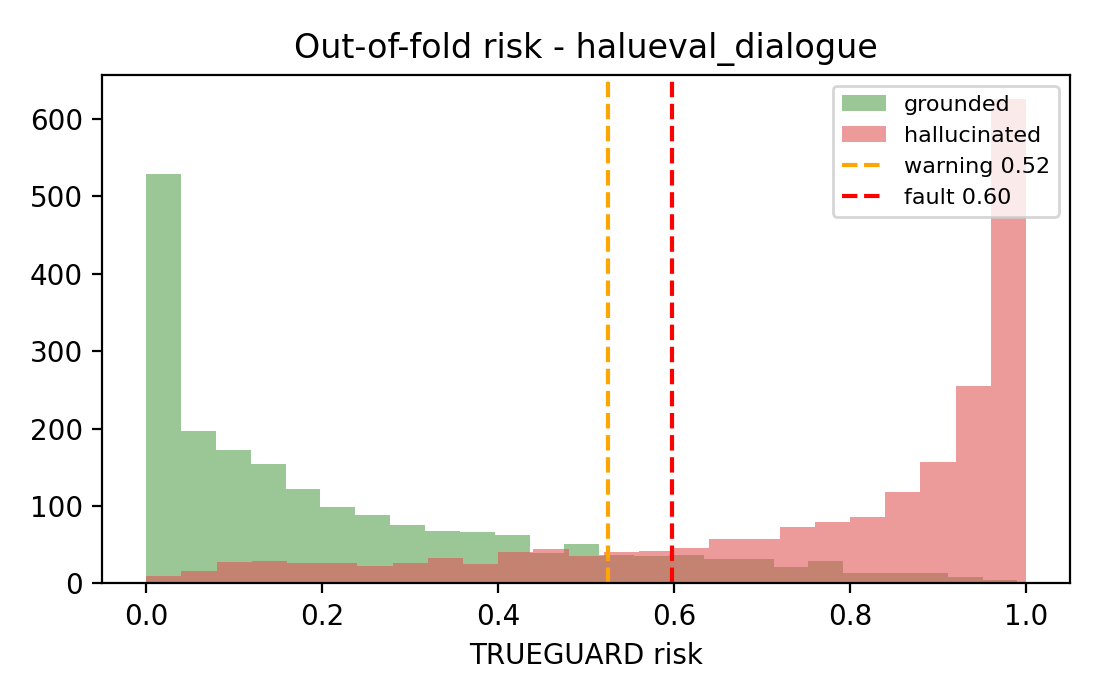 Out-of-fold risk - halueval_dialogue
grounded
hallucinated
warning 0.52
fault 0.60
600
500
400
300
200
100
0
0.0 0.2 0.4 0.6 0.8 1.0
TRUEGUARD risk